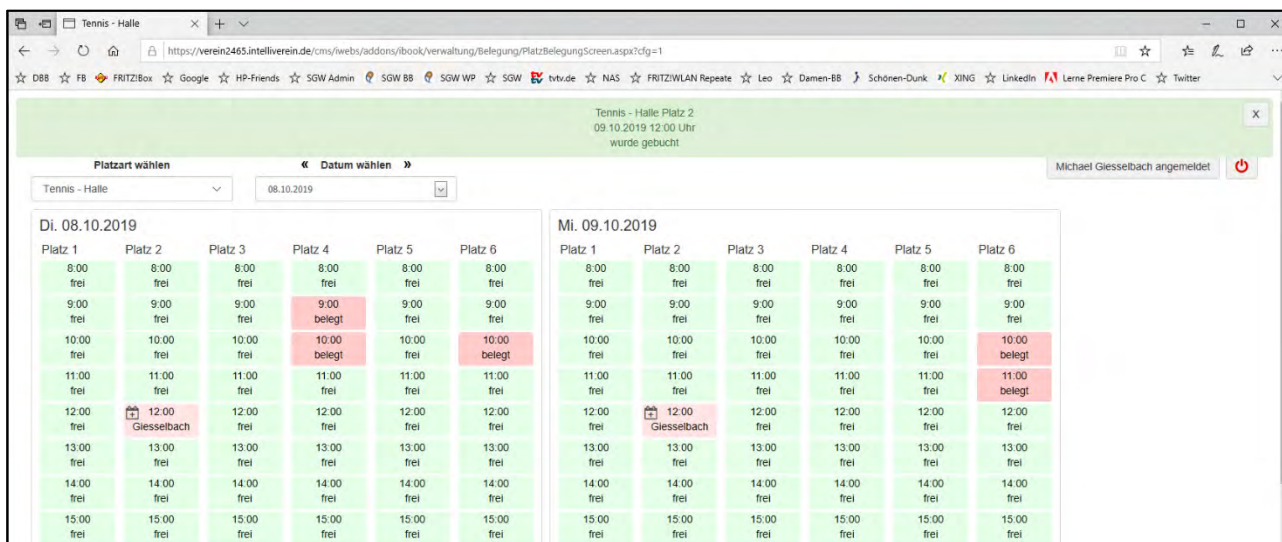 Tennis - Halle
https://verein2465.intelliverein.de/cms/iwebs/addons/ibook/verwaltung/Belegung/PlatzBelegungScreen.aspx?cfg=1
DBB FB FRITZ!Box Google HP-Friends SGW Admin SGW BB SGW WP SGW tvtv.de NAS FRITZ!WLAN Repeate Leo Damen-BB Schönen-Dunk XING LinkedIn Lerne Premiere Pro C Twitter
Tennis - Halle Platz 2
09.10.2019 12:00 Uhr
wurde gebucht
X
Platzart wählen « Datum wählen » Michael Giesselbach angemeldet
Tennis - Halle 08.10.2019
Di. 08.10.2019 Mi. 09.10.2019
Platz 1 Platz 2 Platz 3 Platz 4 Platz 5 Platz 6 Platz 1 Platz 2 Platz 3 Platz 4 Platz 5 Platz 6
8:00 8:00 8:00 8:00 8:00 8:00 8:00 8:00 8:00 8:00 8:00 8:00
frei frei frei frei frei frei frei frei frei frei frei frei
9:00 9:00 9:00 9:00 9:00 9:00 9:00 9:00 9:00 9:00 9:00 9:00
frei frei frei belegt frei frei frei frei frei frei frei frei
10:00 10:00 10:00 10:00 10:00 10:00 10:00 10:00 10:00 10:00 10:00 10:00
frei frei frei belegt frei belegt frei frei frei frei frei belegt
11:00 11:00 11:00 11:00 11:00 11:00 11:00 11:00 11:00 11:00 11:00 11:00
frei frei frei frei frei frei frei frei frei frei frei belegt
12:00 12:00 12:00 12:00 12:00 12:00 12:00 12:00 12:00 12:00 12:00 12:00
frei Giesselbach frei frei frei frei frei Giesselbach frei frei frei frei
13:00 13:00 13:00 13:00 13:00 13:00 13:00 13:00 13:00 13:00 13:00 13:00
frei frei frei frei frei frei frei frei frei frei frei frei
14:00 14:00 14:00 14:00 14:00 14:00 14:00 14:00 14:00 14:00 14:00 14:00
frei frei frei frei frei frei frei frei frei frei frei frei
15:00 15:00 15:00 15:00 15:00 15:00 15:00 15:00 15:00 15:00 15:00 15:00
frei frei frei frei frei frei frei frei frei frei frei frei